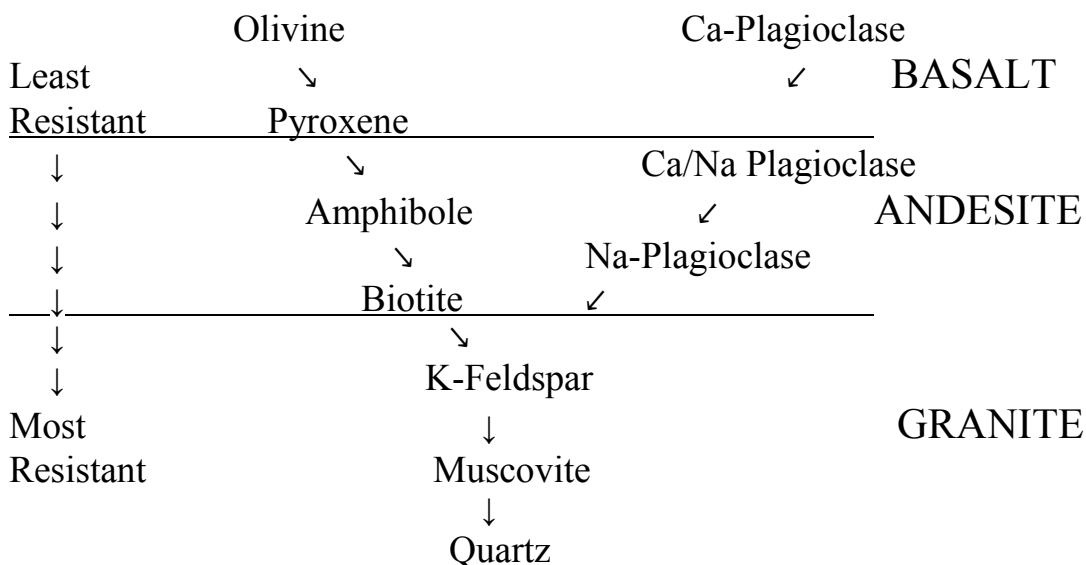 Olivine Ca-Plagioclase
Least ↘ ↙ BASALT
Resistant Pyroxene
↓ ↘ Ca/Na Plagioclase
↓ Amphibole ↙ ANDESITE
↓ ↘ Na-Plagioclase
↓ Biotite ↙
↓ ↘
↓ K-Feldspar
Most ↓ GRANITE
Resistant Muscovite
↓
Quartz